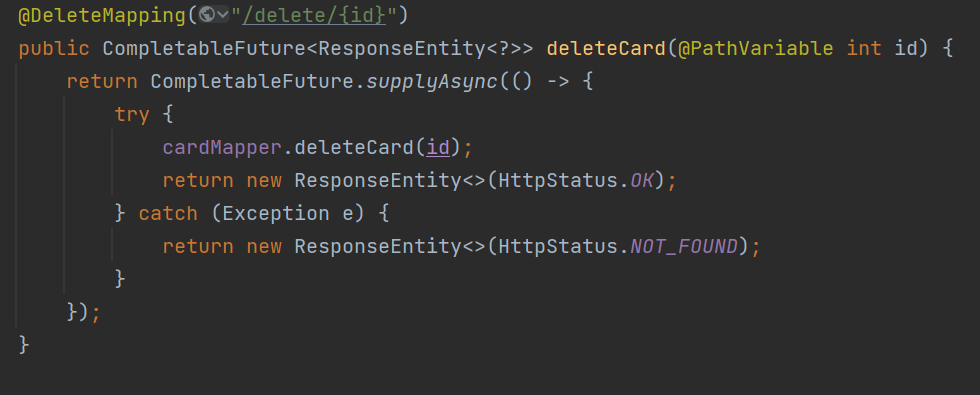 @DeleteMapping("/delete/{id}")
public CompletableFuture<ResponseEntity<?>> deleteCard(@PathVariable int id) {
    return CompletableFuture.supplyAsync(() -> {
        try {
            cardMapper.deleteCard(id);
            return new ResponseEntity<>(HttpStatus.OK);
        } catch (Exception e) {
            return new ResponseEntity<>(HttpStatus.NOT_FOUND);
        }
    });
}